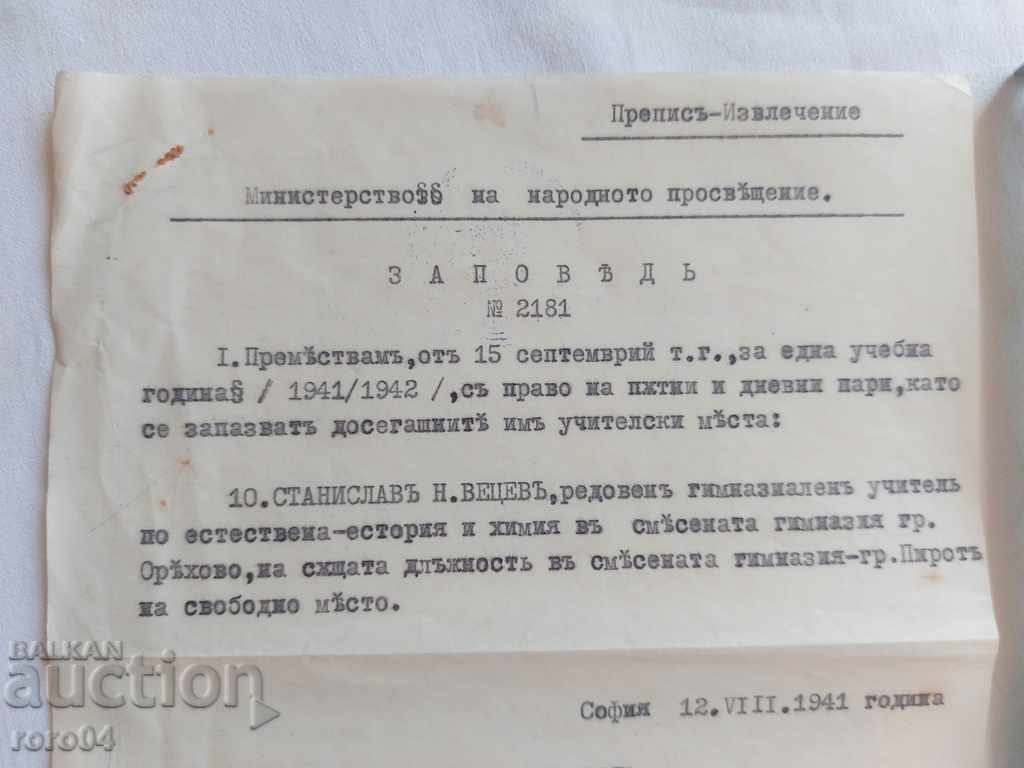 Преписъ-Извлечение
Министерство§§ на народното просвѣщение.
З А П О В Ѣ Д Ь
№ 2181
I.Премѣствамъ,отъ 15 септемврий т.г.,за една учебна
година§ / 1941/1942 /,съ право на пѫтни и дневни пари,като
се запазватъ досегашнитѣ имъ учителски мѣста:
10.СТАНИСЛАВЪ Н.ВЕЦЕВЪ,редовенъ гимназиаленъ учитель
по естествена-естория и химия въ смѣсената гимназия гр.
Орѣхово,на сѫщата длъжность въ смѣсената гимназия-гр.Пиротъ
на свободно мѣсто.
София 12.VIII.1941 година
BALKAN
auction
roro04